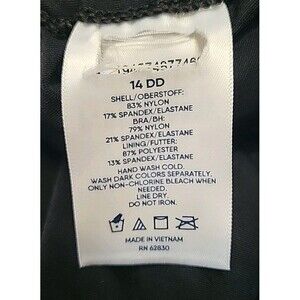 14 DD
SHELL/OBERSTOFF:
83% NYLON
17% SPANDEX/ELASTANE
BRA/BH:
79% NYLON
21% SPANDEX/ELASTANE
LINING/FUTTER:
87% POLYESTER
13% SPANDEX/ELASTANE
HAND WASH COLD.
WASH DARK COLORS SEPARATELY.
ONLY NON-CHLORINE BLEACH WHEN
NEEDED.
LINE DRY.
DO NOT IRON.
MADE IN VIETNAM
RN 62830